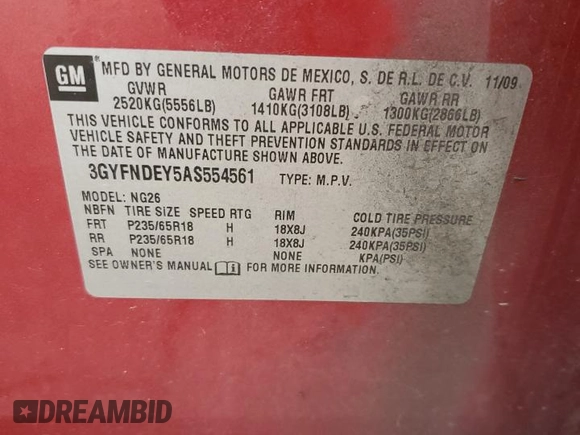 GM
MFD BY GENERAL MOTORS DE MEXICO, S. DE R.L. DE C.V. 11/09
GVWR GAWR FRT GAWR RR
2520KG(5556LB) 1410KG(3108LB) 1300KG(2866LB)
THIS VEHICLE CONFORMS TO ALL APPLICABLE U.S. FEDERAL MOTOR
VEHICLE SAFETY AND THEFT PREVENTION STANDARDS IN EFFECT ON
THE DATE OF MANUFACTURE SHOWN ABOVE.
3GYFNDEY5AS554561 TYPE: M.P.V.
MODEL: NG26
NBFN TIRE SIZE SPEED RTG RIM COLD TIRE PRESSURE
FRT P235/65R18 H 18X8J 240KPA(35PSI)
RR P235/65R18 H 18X8J 240KPA(35PSI)
SPA NONE NONE KPA(PSI)
SEE OWNER'S MANUAL i FOR MORE INFORMATION.
DREAMBID